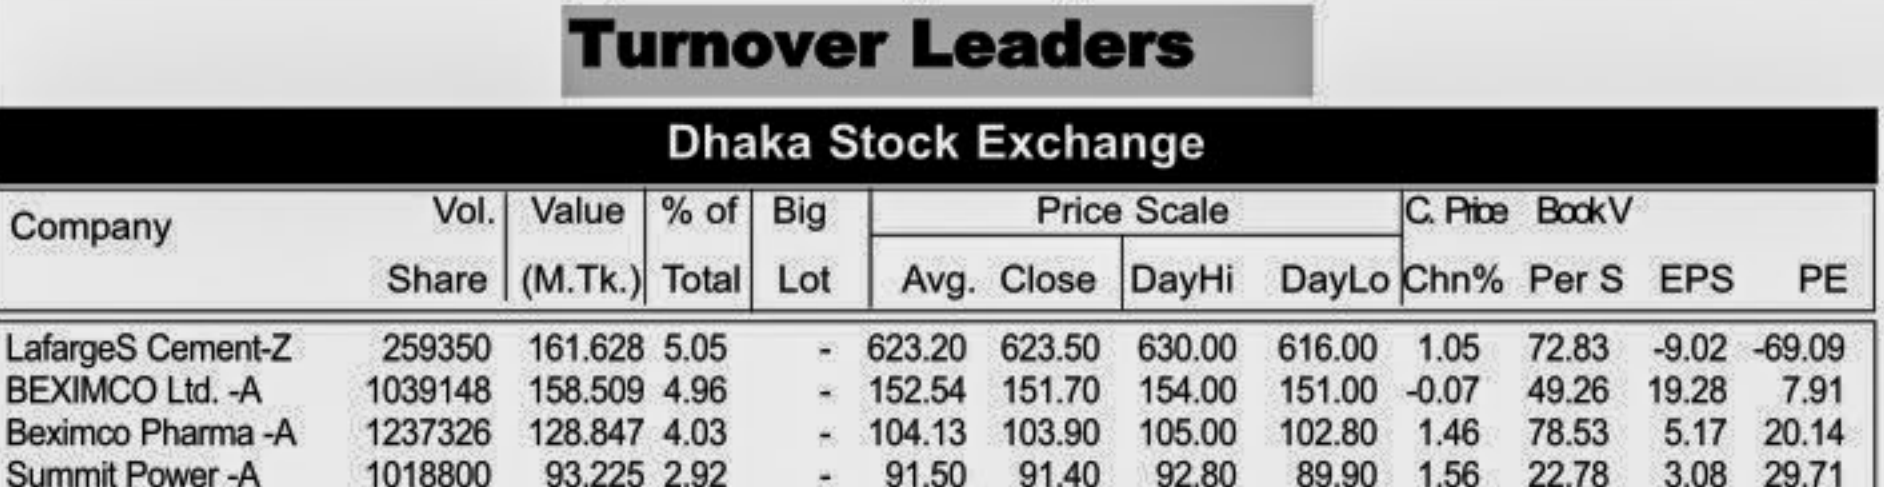 Turnover Leaders
Dhaka Stock Exchange
Company Vol. Value % of Big Price Scale C. Price BookV
Share (M.Tk.) Total Lot Avg. Close DayHi DayLo Chn% Per S EPS PE
LafargeS Cement-Z 259350 161.628 5.05 - 623.20 623.50 630.00 616.00 1.05 72.83 -9.02 -69.09
BEXIMCO Ltd. -A 1039148 158.509 4.96 - 152.54 151.70 154.00 151.00 -0.07 49.26 19.28 7.91
Beximco Pharma -A 1237326 128.847 4.03 - 104.13 103.90 105.00 102.80 1.46 78.53 5.17 20.14
Summit Power -A 1018800 93.225 2.92 - 91.50 91.40 92.80 89.90 1.56 22.78 3.08 29.71